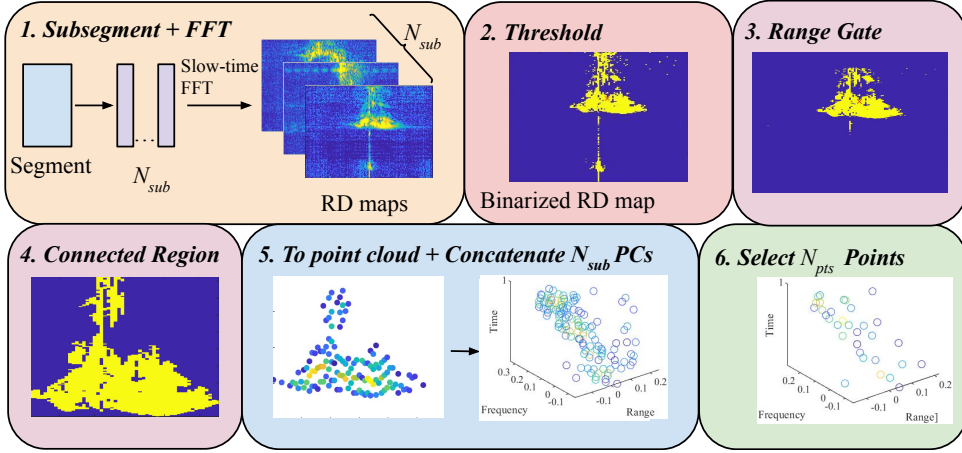 1. Subsegment + FFT
N_sub
Slow-time
FFT
...
Segment
N_sub
RD maps
2. Threshold
Binarized RD map
3. Range Gate
4. Connected Region
5. To point cloud + Concatenate N_sub PCs
1
Time
0.3
0.2
0.1
0
-0.1
Frequency
-0.1
0
0.1
0.2
Range
6. Select N_pts Points
1
Time
0.2
0.1
0
-0.1
Frequency
-0.1
0
0.1
0.2
Range]